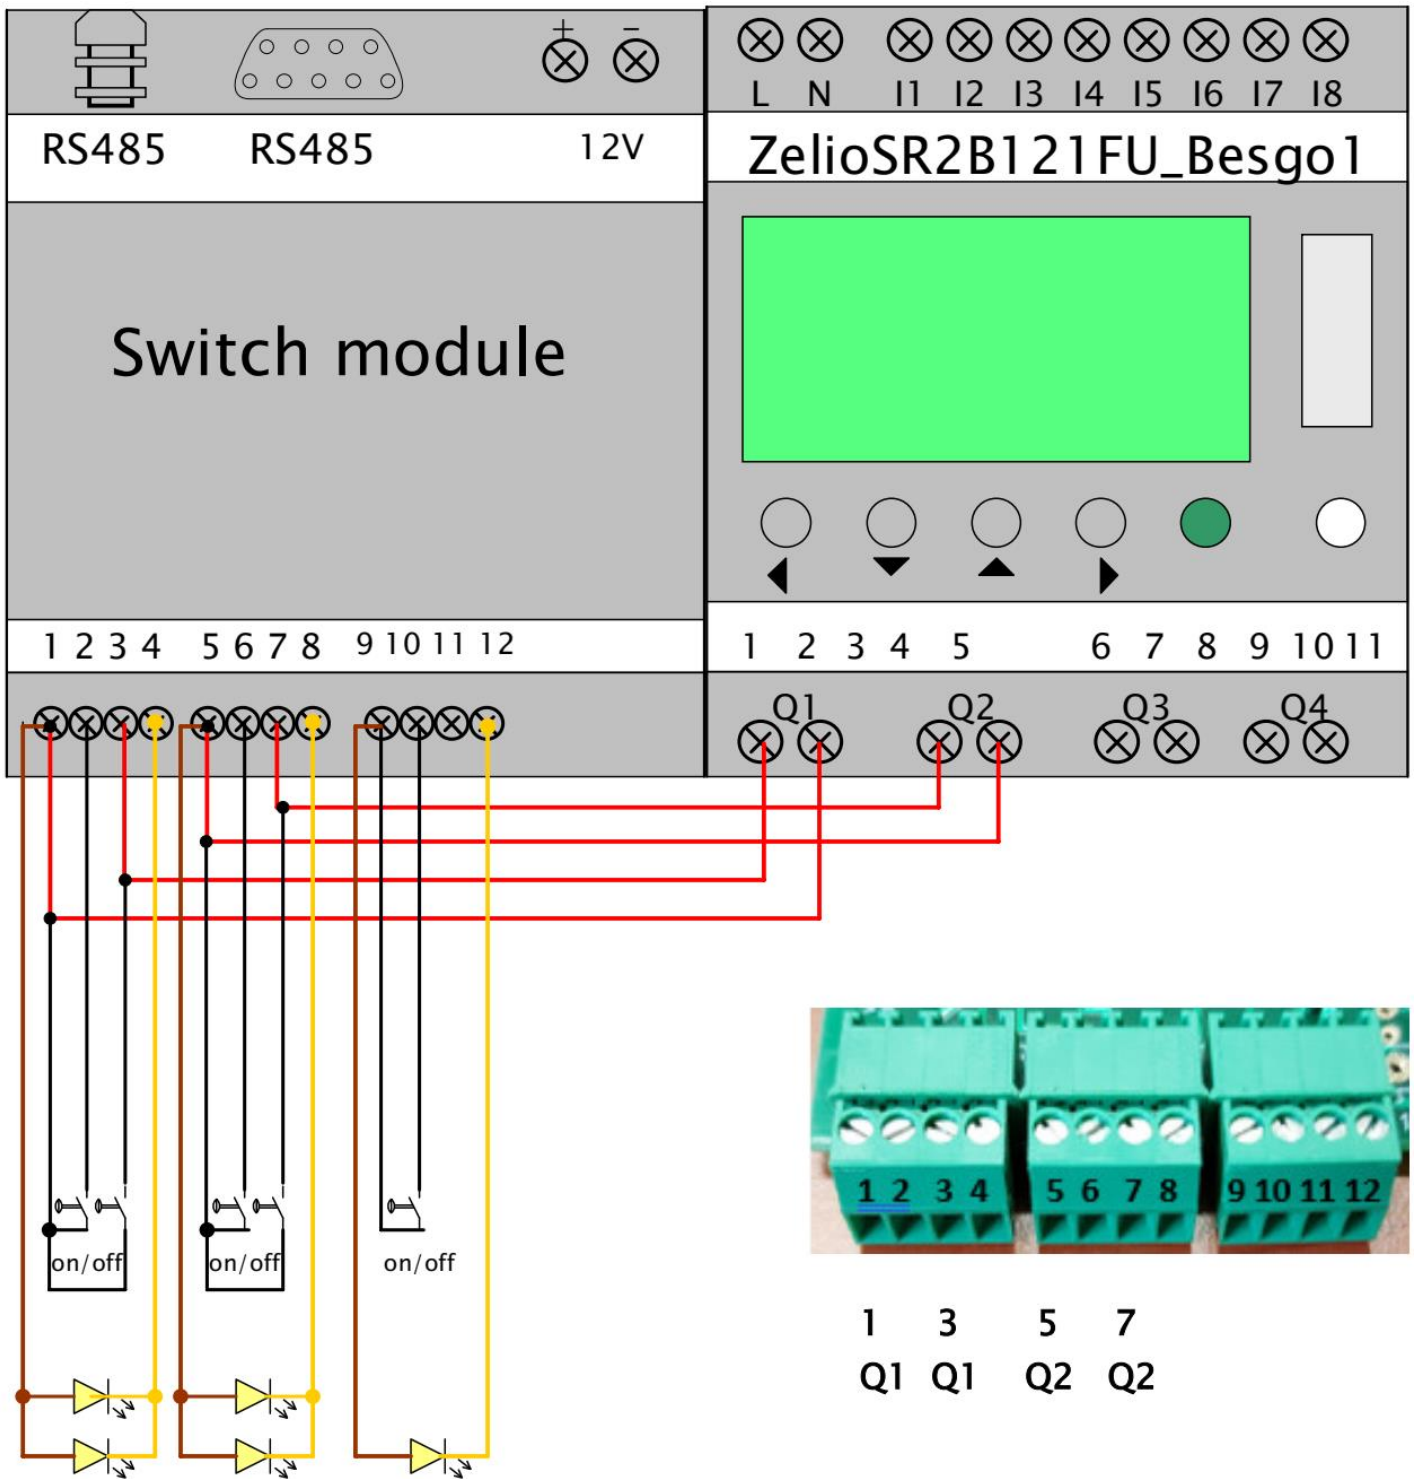 + −
RS485 RS485 12V
L N I1 I2 I3 I4 I5 I6 I7 I8
ZelioSR2B121FU_Besgo1
Switch module
1 2 3 4 5 6 7 8 9 10 11 12
1 2 3 4 5 6 7 8 9 10 11
Q1 Q2 Q3 Q4
on/off on/off on/off
1 2 3 4 5 6 7 8 9 10 11 12
1 3 5 7
Q1 Q1 Q2 Q2